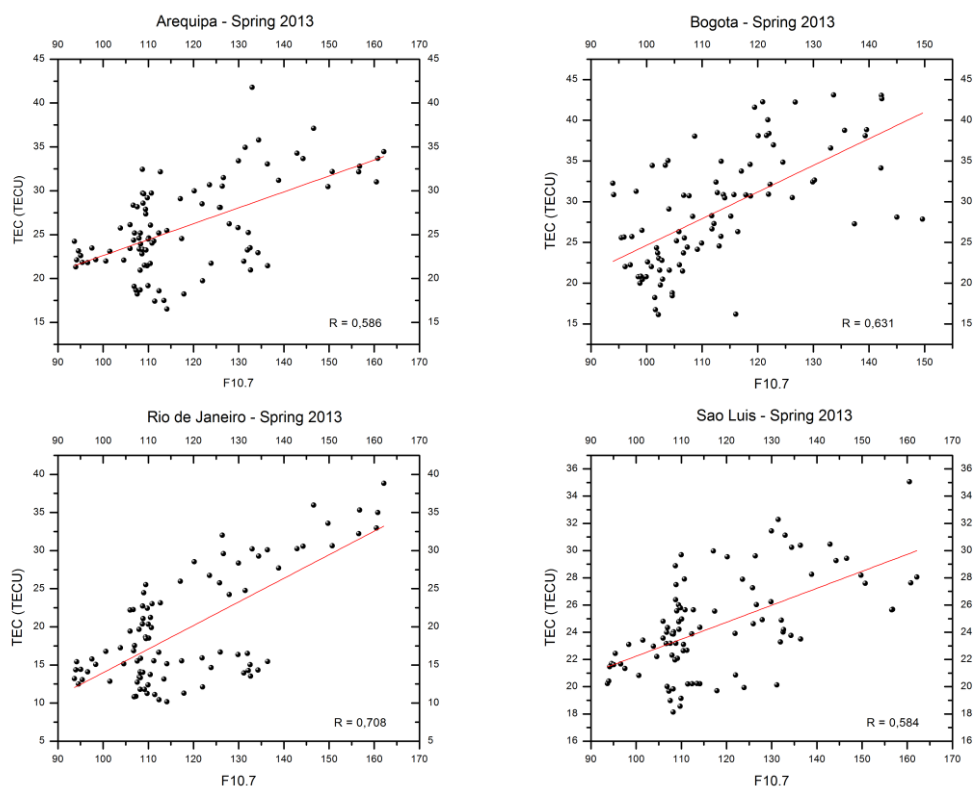 Arequipa - Spring 2013
90 100 110 120 130 140 150 160 170
45 45
40 40
35 35
30 30
25 25
20 20
15 15
TEC (TECU)
R = 0,586
90 100 110 120 130 140 150 160 170
F10.7
Bogota - Spring 2013
90 100 110 120 130 140 150
45 45
40 40
35 35
30 30
25 25
20 20
15 15
TEC (TECU)
R = 0,631
90 100 110 120 130 140 150
F10.7
Rio de Janeiro - Spring 2013
90 100 110 120 130 140 150 160 170
40 40
35 35
30 30
25 25
20 20
15 15
10 10
5 5
TEC (TECU)
R = 0,708
90 100 110 120 130 140 150 160 170
F10.7
Sao Luis - Spring 2013
90 100 110 120 130 140 150 160 170
36 36
34 34
32 32
30 30
28 28
26 26
24 24
22 22
20 20
18 18
16 16
TEC (TECU)
R = 0,584
90 100 110 120 130 140 150 160 170
F10.7